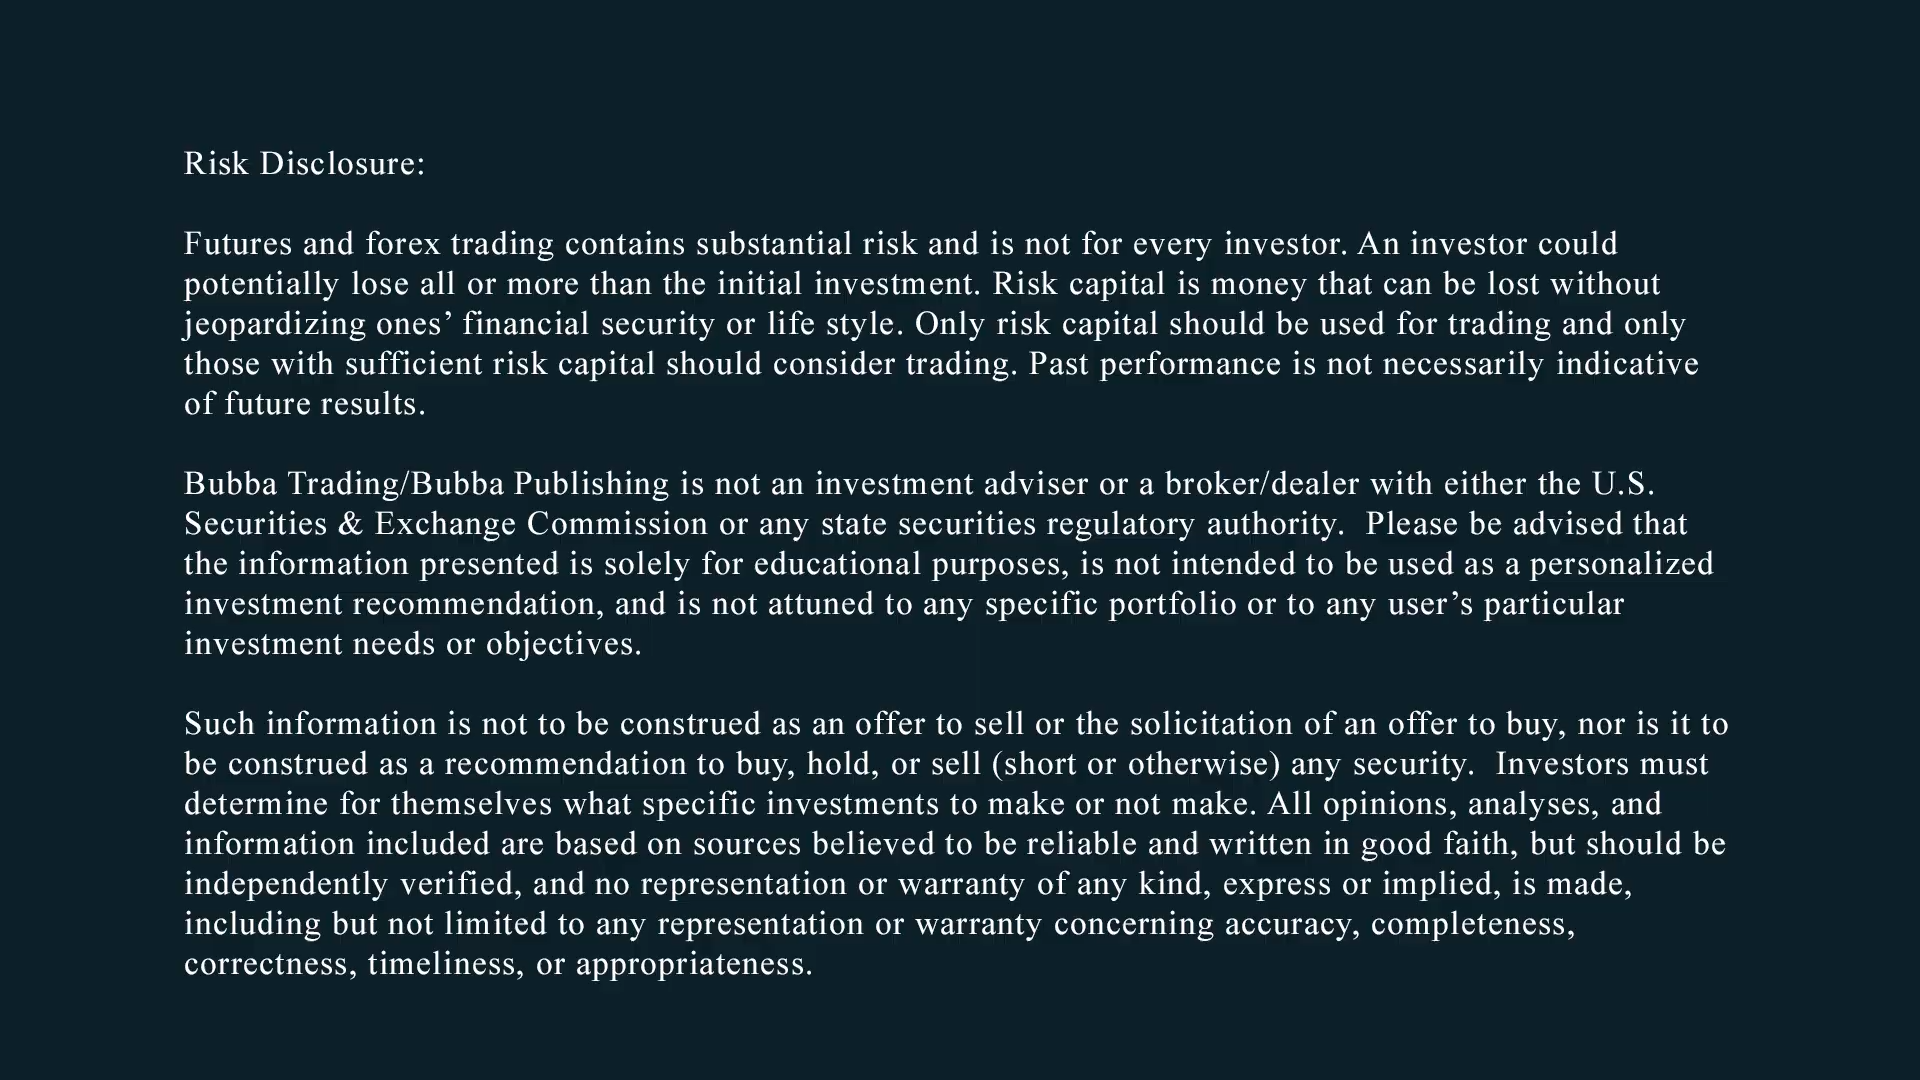 Risk Disclosure:
Futures and forex trading contains substantial risk and is not for every investor. An investor could
potentially lose all or more than the initial investment. Risk capital is money that can be lost without
jeopardizing ones’ financial security or life style. Only risk capital should be used for trading and only
those with sufficient risk capital should consider trading. Past performance is not necessarily indicative
of future results.
Bubba Trading/Bubba Publishing is not an investment adviser or a broker/dealer with either the U.S.
Securities & Exchange Commission or any state securities regulatory authority.  Please be advised that
the information presented is solely for educational purposes, is not intended to be used as a personalized
investment recommendation, and is not attuned to any specific portfolio or to any user’s particular
investment needs or objectives.
Such information is not to be construed as an offer to sell or the solicitation of an offer to buy, nor is it to
be construed as a recommendation to buy, hold, or sell (short or otherwise) any security.  Investors must
determine for themselves what specific investments to make or not make. All opinions, analyses, and
information included are based on sources believed to be reliable and written in good faith, but should be
independently verified, and no representation or warranty of any kind, express or implied, is made,
including but not limited to any representation or warranty concerning accuracy, completeness,
correctness, timeliness, or appropriateness.